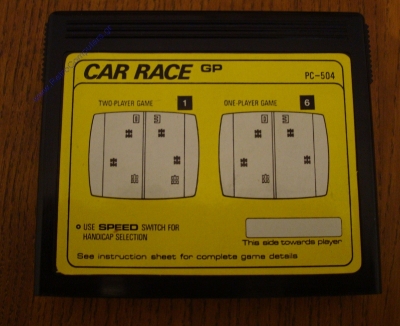 CAR RACE GP
PC-504
TWO-PLAYER GAME 1
ONE-PLAYER GAME 6
USE SPEED SWITCH FOR
HANDICAP SELECTION
This side towards player
See instruction sheet for complete game details